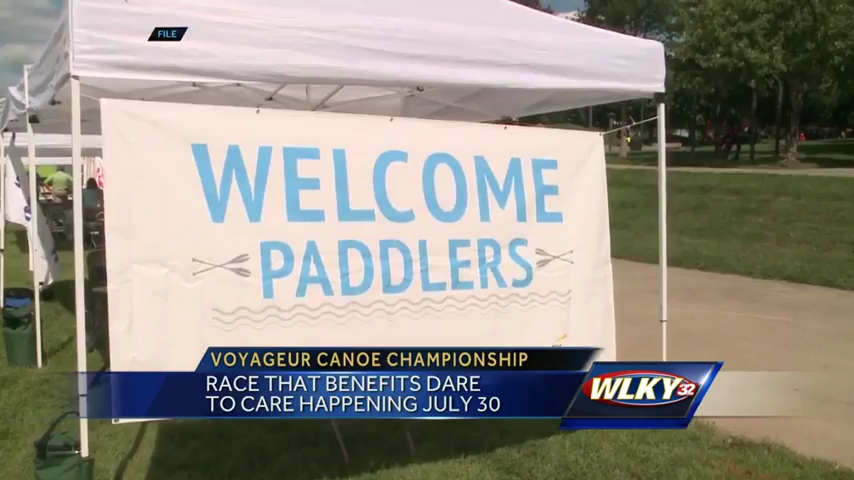 FILE
WELCOME
PADDLERS
VOYAGEUR CANOE CHAMPIONSHIP
RACE THAT BENEFITS DARE
TO CARE HAPPENING JULY 30
WLKY 32